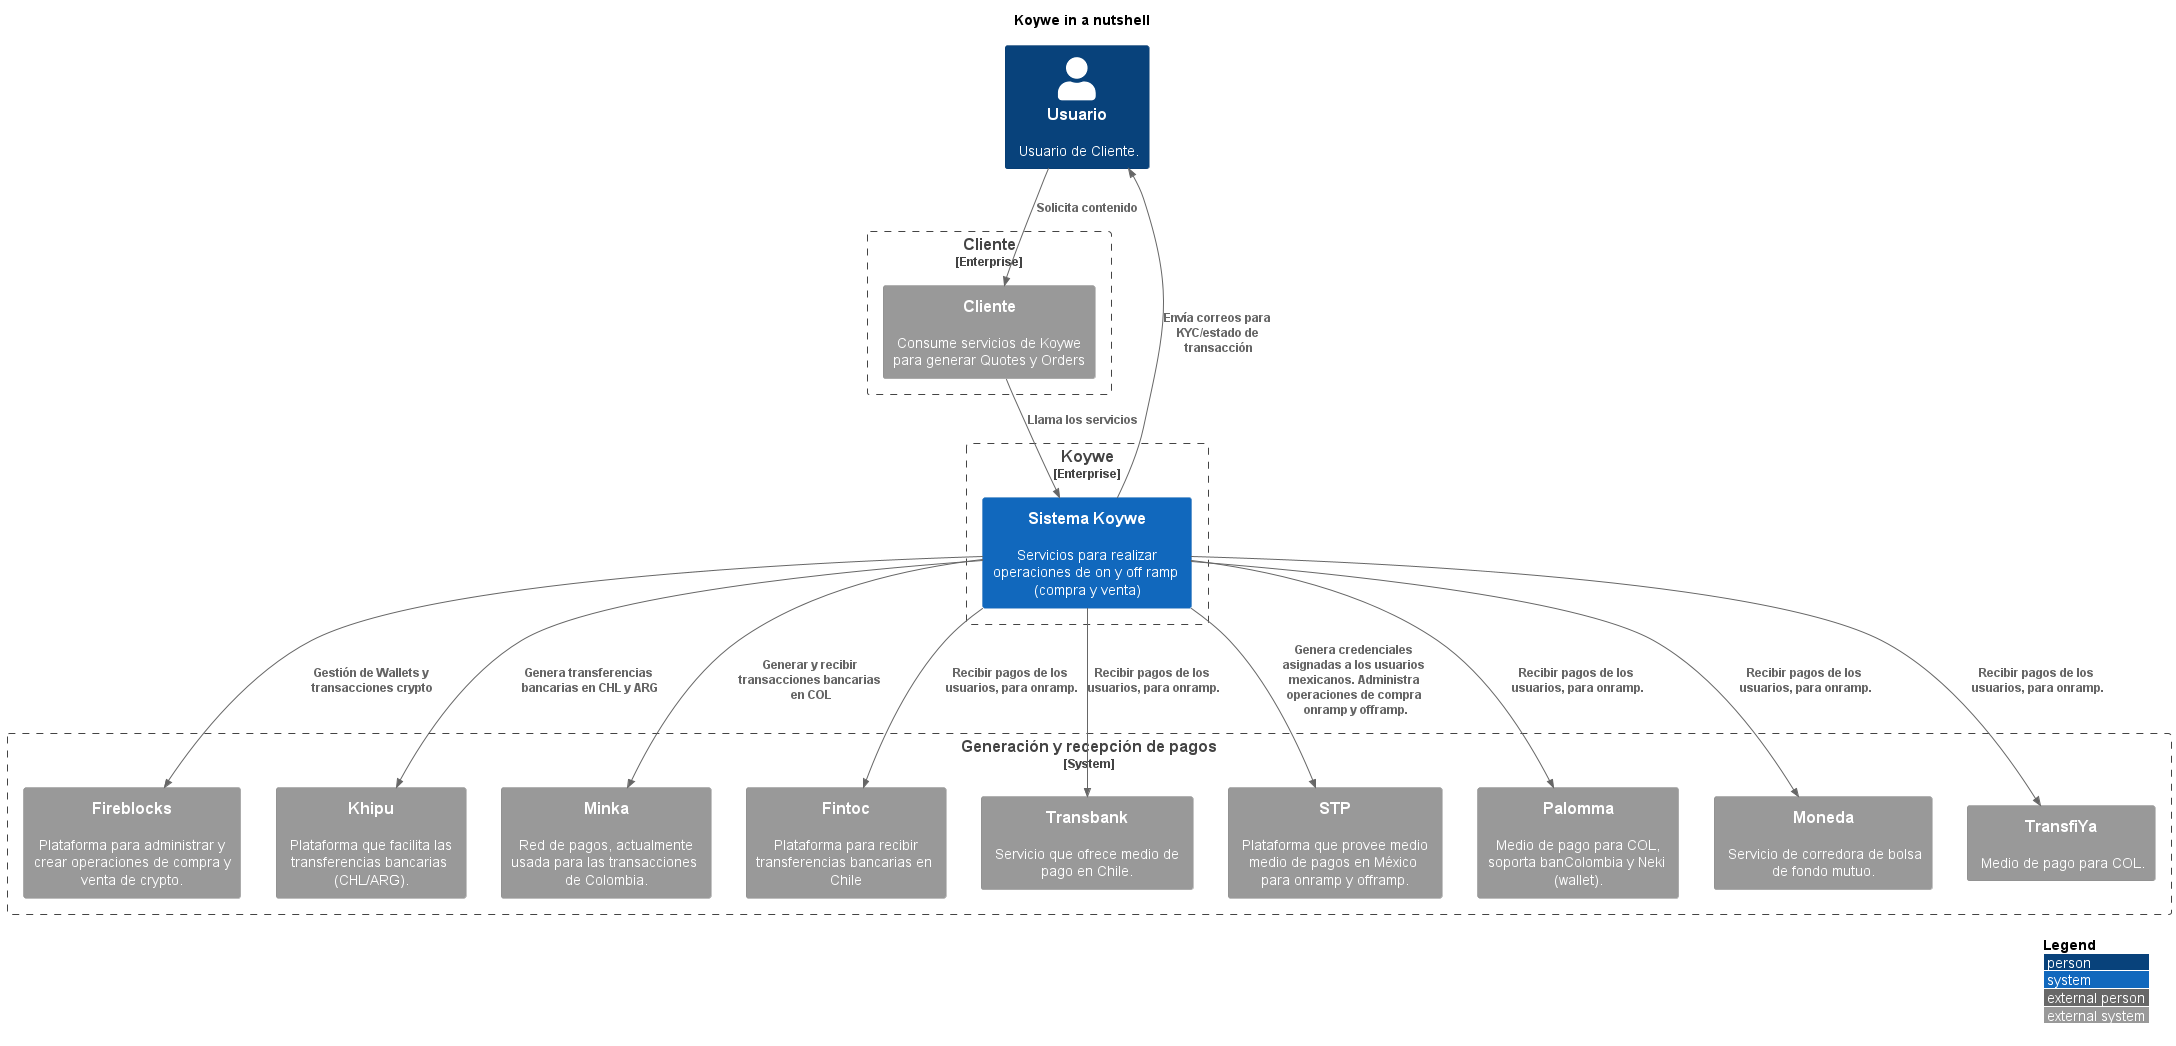 Koywe in a nutshell
Usuario
Usuario de Cliente.
Solicita contenido
Cliente
[Enterprise]
Cliente
Consume servicios de Koywe
para generar Quotes y Orders
Envía correos para
KYC/estado de
transacción
Llama los servicios
Koywe
[Enterprise]
Sistema Koywe
Servicios para realizar
operaciones de on y off ramp
(compra y venta)
Gestión de Wallets y
transacciones crypto
Genera transferencias
bancarias en CHL y ARG
Generar y recibir
transacciones bancarias
en COL
Recibir pagos de los
usuarios, para onramp.
Recibir pagos de los
usuarios, para onramp.
Genera credenciales
asignadas a los usuarios
mexicanos. Administra
operaciones de compra
onramp y offramp.
Recibir pagos de los
usuarios, para onramp.
Recibir pagos de los
usuarios, para onramp.
Recibir pagos de los
usuarios, para onramp.
Generación y recepción de pagos
[System]
Fireblocks
Plataforma para administrar y
crear operaciones de compra y
venta de crypto.
Khipu
Plataforma que facilita las
transferencias bancarias
(CHL/ARG).
Minka
Red de pagos, actualmente
usada para las transacciones
de Colombia.
Fintoc
Plataforma para recibir
transferencias bancarias en
Chile
Transbank
Servicio que ofrece medio de
pago en Chile.
STP
Plataforma que provee medio
medio de pagos en México
para onramp y offramp.
Palomma
Medio de pago para COL,
soporta banColombia y Neki
(wallet).
Moneda
Servicio de corredora de bolsa
de fondo mutuo.
TransfiYa
Medio de pago para COL.
Legend
person
system
external person
external system